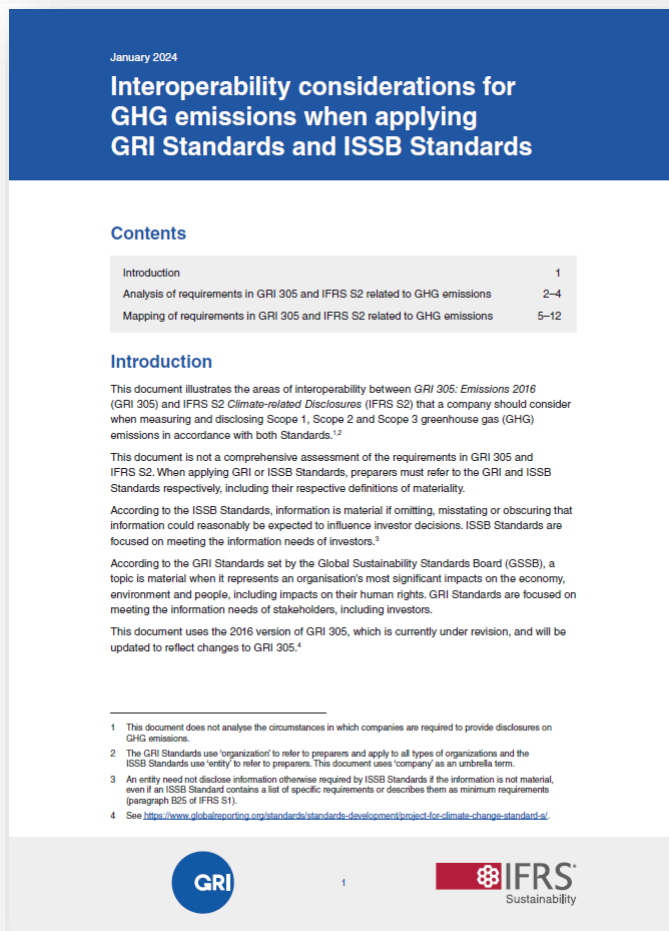 January 2024
Interoperability considerations for
GHG emissions when applying
GRI Standards and ISSB Standards
Contents
Introduction 1
Analysis of requirements in GRI 305 and IFRS S2 related to GHG emissions 2–4
Mapping of requirements in GRI 305 and IFRS S2 related to GHG emissions 5–12
Introduction
This document illustrates the areas of interoperability between GRI 305: Emissions 2016
(GRI 305) and IFRS S2 Climate-related Disclosures (IFRS S2) that a company should consider
when measuring and disclosing Scope 1, Scope 2 and Scope 3 greenhouse gas (GHG)
emissions in accordance with both Standards.1,2
This document is not a comprehensive assessment of the requirements in GRI 305 and
IFRS S2. When applying GRI or ISSB Standards, preparers must refer to the GRI and ISSB
Standards respectively, including their respective definitions of materiality.
According to the ISSB Standards, information is material if omitting, misstating or obscuring that
information could reasonably be expected to influence investor decisions. ISSB Standards are
focused on meeting the information needs of investors.3
According to the GRI Standards set by the Global Sustainability Standards Board (GSSB), a
topic is material when it represents an organisation's most significant impacts on the economy,
environment and people, including impacts on their human rights. GRI Standards are focused on
meeting the information needs of stakeholders, including investors.
This document uses the 2016 version of GRI 305, which is currently under revision, and will be
updated to reflect changes to GRI 305.4
1 This document does not analyse the circumstances in which companies are required to provide disclosures on
GHG emissions.
2 The GRI Standards use 'organization' to refer to preparers and apply to all types of organizations and the
ISSB Standards use 'entity' to refer to preparers. This document uses 'company' as an umbrella term.
3 An entity need not disclose information otherwise required by ISSB Standards if the information is not material,
even if an ISSB Standard contains a list of specific requirements or describes them as minimum requirements
(paragraph B25 of IFRS S1).
4 See https://www.globalreporting.org/standards/standards-development/project-for-climate-change-standard-s/.
GRI
1
IFRS
Sustainability